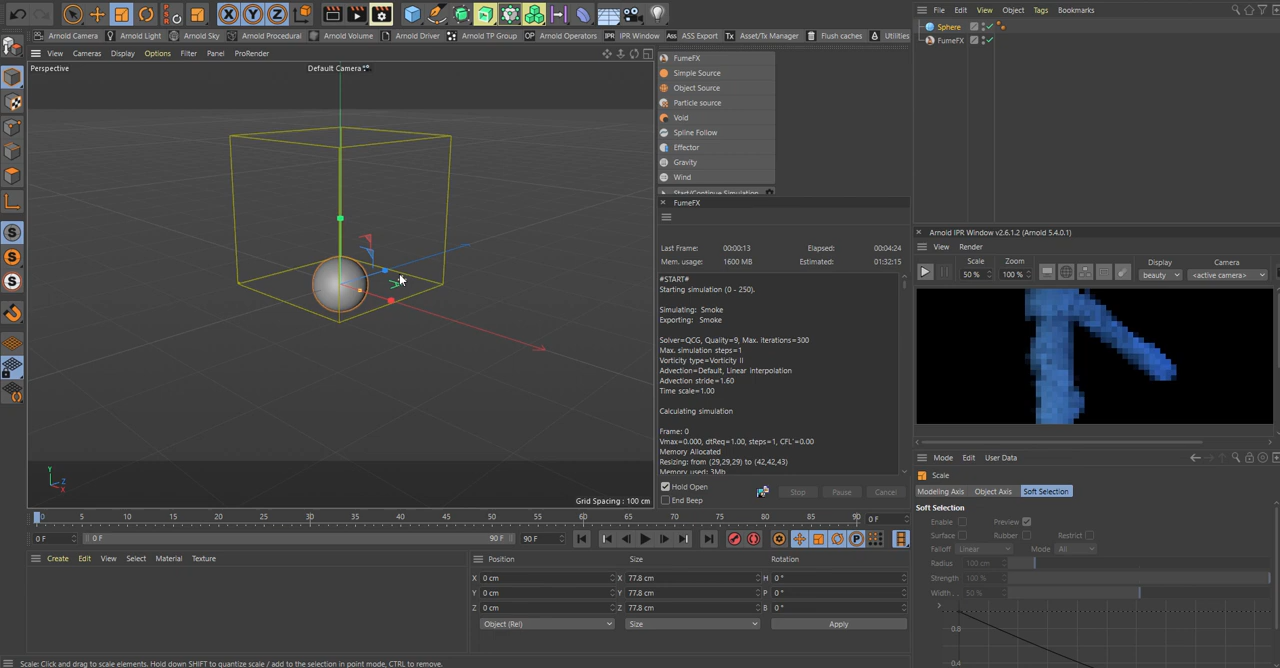 File Edit View Object Tags Bookmarks
Sphere
FumeFX
Arnold Camera Arnold Light Arnold Sky Arnold Procedural Arnold Volume Arnold Driver Arnold TP Group Arnold Operators IPR IPR Window Ass ASS Export Tx Asset/Tx Manager Flush caches Utilities
View Cameras Display Options Filter Panel ProRender
Perspective
Default Camera
X Y Z
PSR
FumeFX
Simple Source
Object Source
Particle source
Void
Spline Follow
Effector
Gravity
Wind
Start/Continue Simulation
FumeFX
Last Frame: 00:00:13 Elapsed: 00:04:24
Mem. usage: 1600 MB Estimated: 01:32:15
#START#
Starting simulation (0 - 250).
Simulating: Smoke
Exporting: Smoke
Solver=QCG, Quality=9, Max. iterations=300
Max. simulation steps=1
Vorticity type=Vorticity II
Advection=Default, Linear interpolation
Advection stride=1.60
Time scale=1.00
Calculating simulation
Frame: 0
Vmax=0.000, dtReq=1.00, steps=1, CFL`=0.00
Memory Allocated
Resizing: from (29,29,29) to (42,42,43)
Memory used: 3Mb
Hold Open
End Beep
Stop Pause Cancel
Arnold IPR Window v2.6.1.2 (Arnold 5.4.0.1)
View Render
Scale Zoom Display Camera
50 % 100% beauty <active camera>
Mode Edit User Data
Scale
Modeling Axis Object Axis Soft Selection
Soft Selection
Enable Preview
Surface Rubber Restrict
Falloff Linear Mode All
Radius 100 cm
Strength 100 %
Width . . 50 %
0.8
0.4
S
S
S
Y
Z
X
Grid Spacing : 100 cm
0 5 10 15 20 25 30 35 40 45 50 55 60 65 70 75 80 85 90 0 F
0 F 0 F 90 F 90 F
P
Create Edit View Select Material Texture
Position Size Rotation
X 0 cm X 77.8 cm H 0 °
Y 0 cm Y 77.8 cm P 0 °
Z 0 cm Z 77.8 cm B 0 °
Object (Rel) Size Apply
Scale: Click and drag to scale elements. Hold down SHIFT to quantize scale / add to the selection in point mode, CTRL to remove.